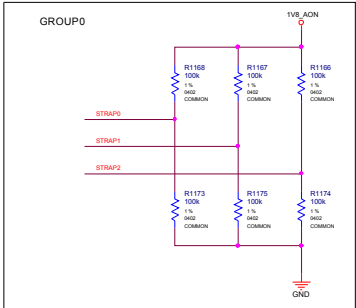 GROUP0
1V8_AON
R1168
100k
1 %
0402
COMMON
R1167
100k
1 %
0402
COMMON
R1166
100k
1 %
0402
COMMON
STRAP0
STRAP1
STRAP2
R1173
100k
1 %
0402
COMMON
R1175
100k
1 %
0402
COMMON
R1174
100k
1 %
0402
COMMON
GND